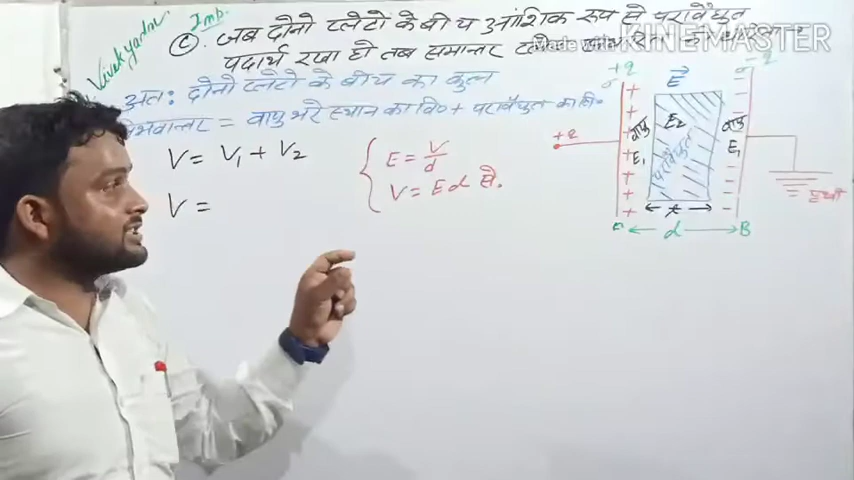 Vivek yadav
Imp.
(C). जब दोनो प्लेटो के बीच आंशिक रूप से परावैद्युत
पदार्थ रखा हो तब समान्तर प्लेट
Made with KINEMASTER
अतः दोनो प्लेटो के बीच का कुल
विभवान्तर = वायु भरे स्थान का वि० + परावैद्युत का वि०
V = V₁ + V₂
V =
E = V/d
V = Ed से.
+q
σ
E⃗
-q
σ
+q
वायु
E₁
E₂
परावैद्युत
वायु
E₁
t
d
B
पृथ्वी